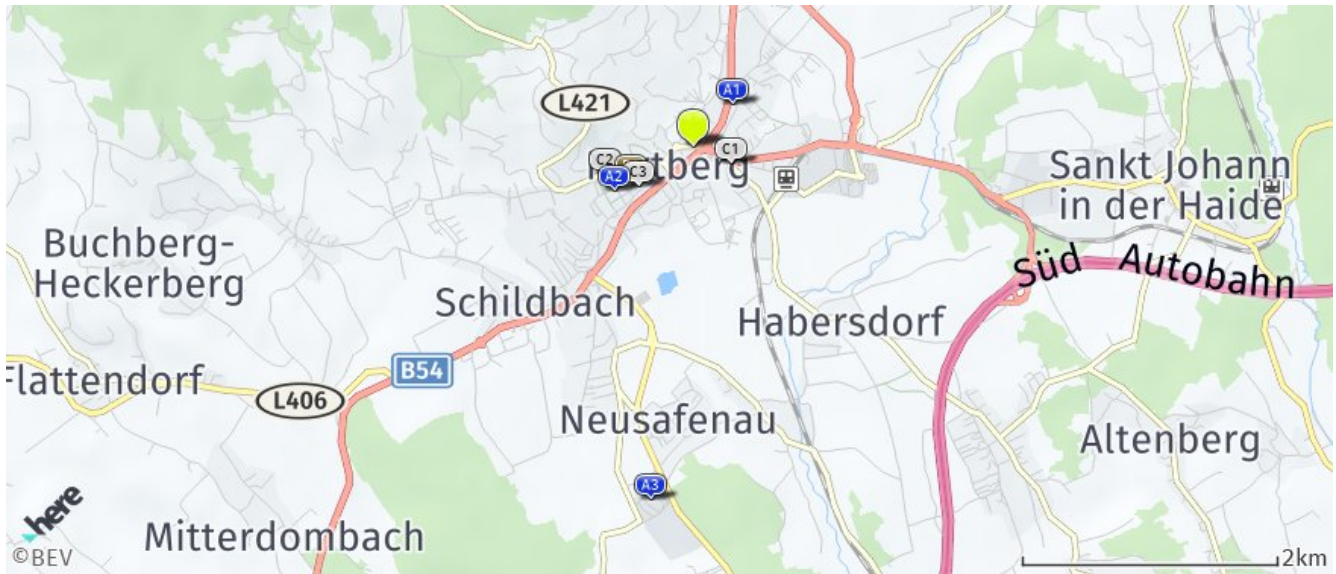 A1
L421
C1
C2
C3
A2
rtberg
Sankt Johann
in der Haide
Buchberg-
Heckerberg
Süd Autobahn
Schildbach
Habersdorf
B54
Flattendorf
L406
Neusafenau
Altenberg
A3
here
Mitterdombach
©BEV
2km